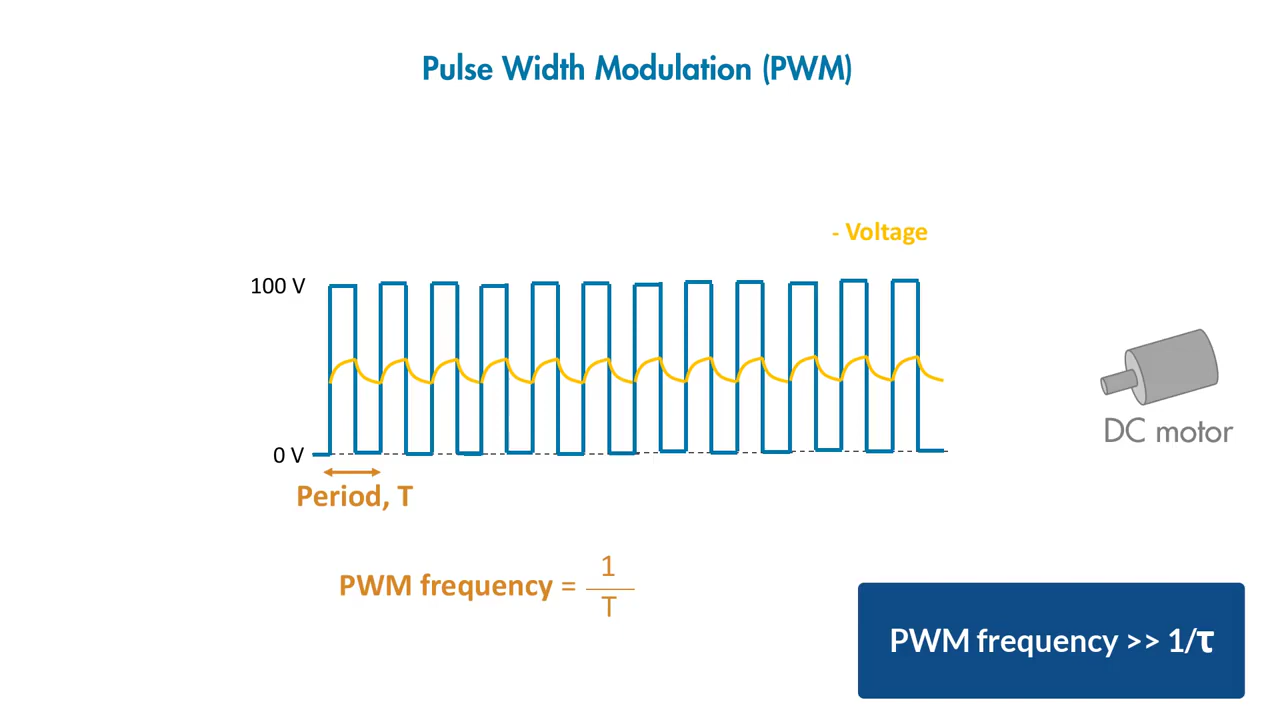 Pulse Width Modulation (PWM)
- Voltage
100 V
0 V
Period, T
DC motor
PWM frequency = 1
T
PWM frequency >> 1/τ